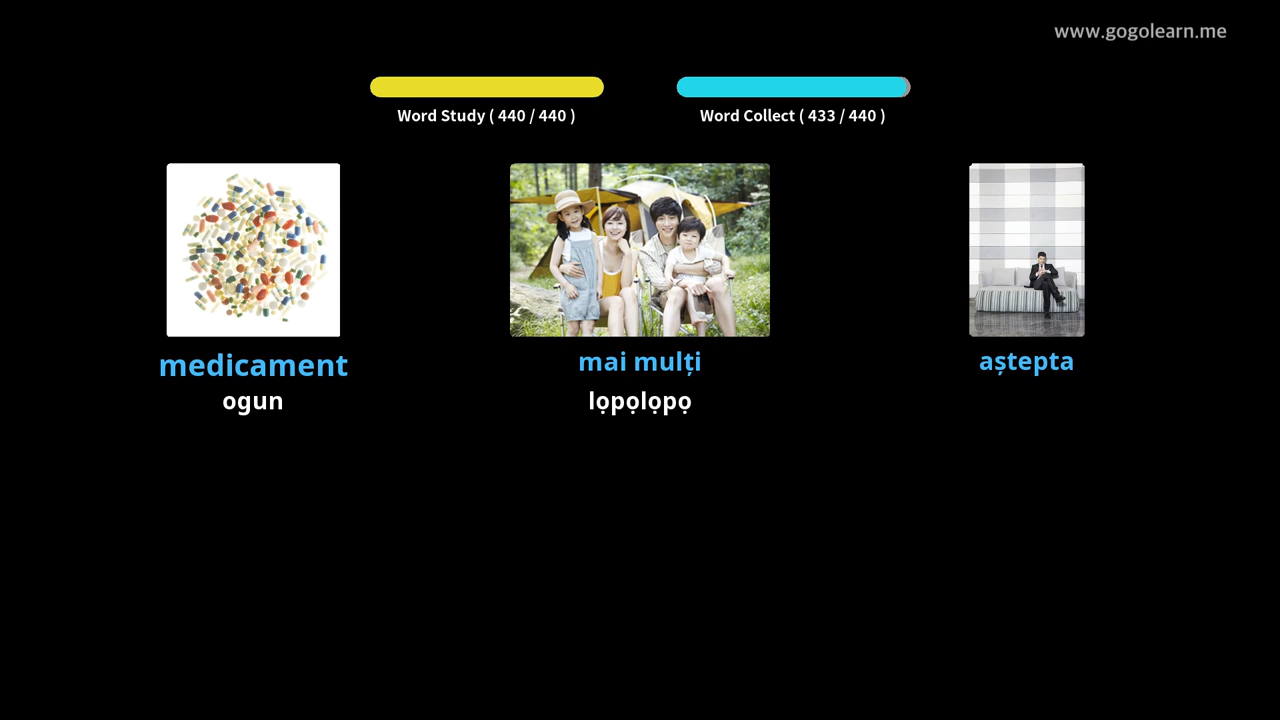 www.gogolearn.me
Word Study ( 440 / 440 )
Word Collect ( 433 / 440 )
medicament
ogun
mai mulți
lọpọlọpọ
aștepta